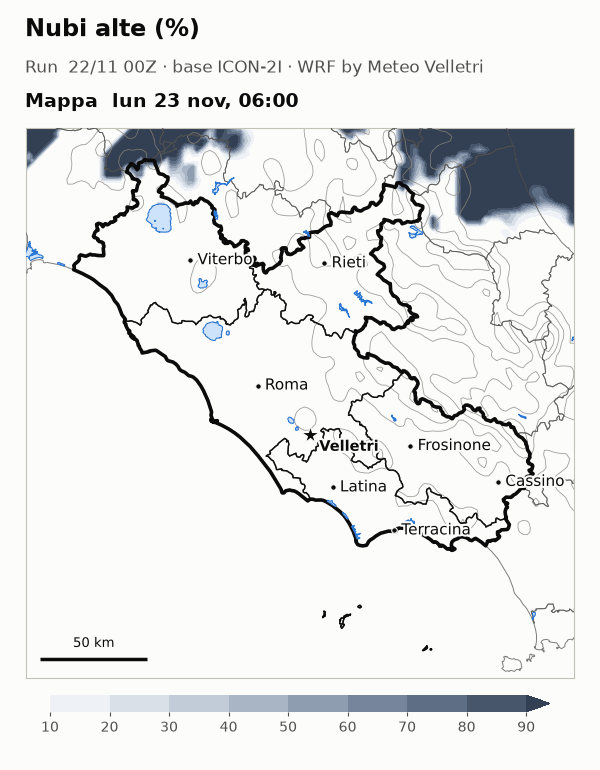 Nubi alte (%)
Run 22/11 00Z · base ICON-2I · WRF by Meteo Velletri
Mappa lun 23 nov, 06:00
Viterbo
Rieti
Roma
Velletri
Frosinone
Latina
Cassino
Terracina
50 km
10 20 30 40 50 60 70 80 90